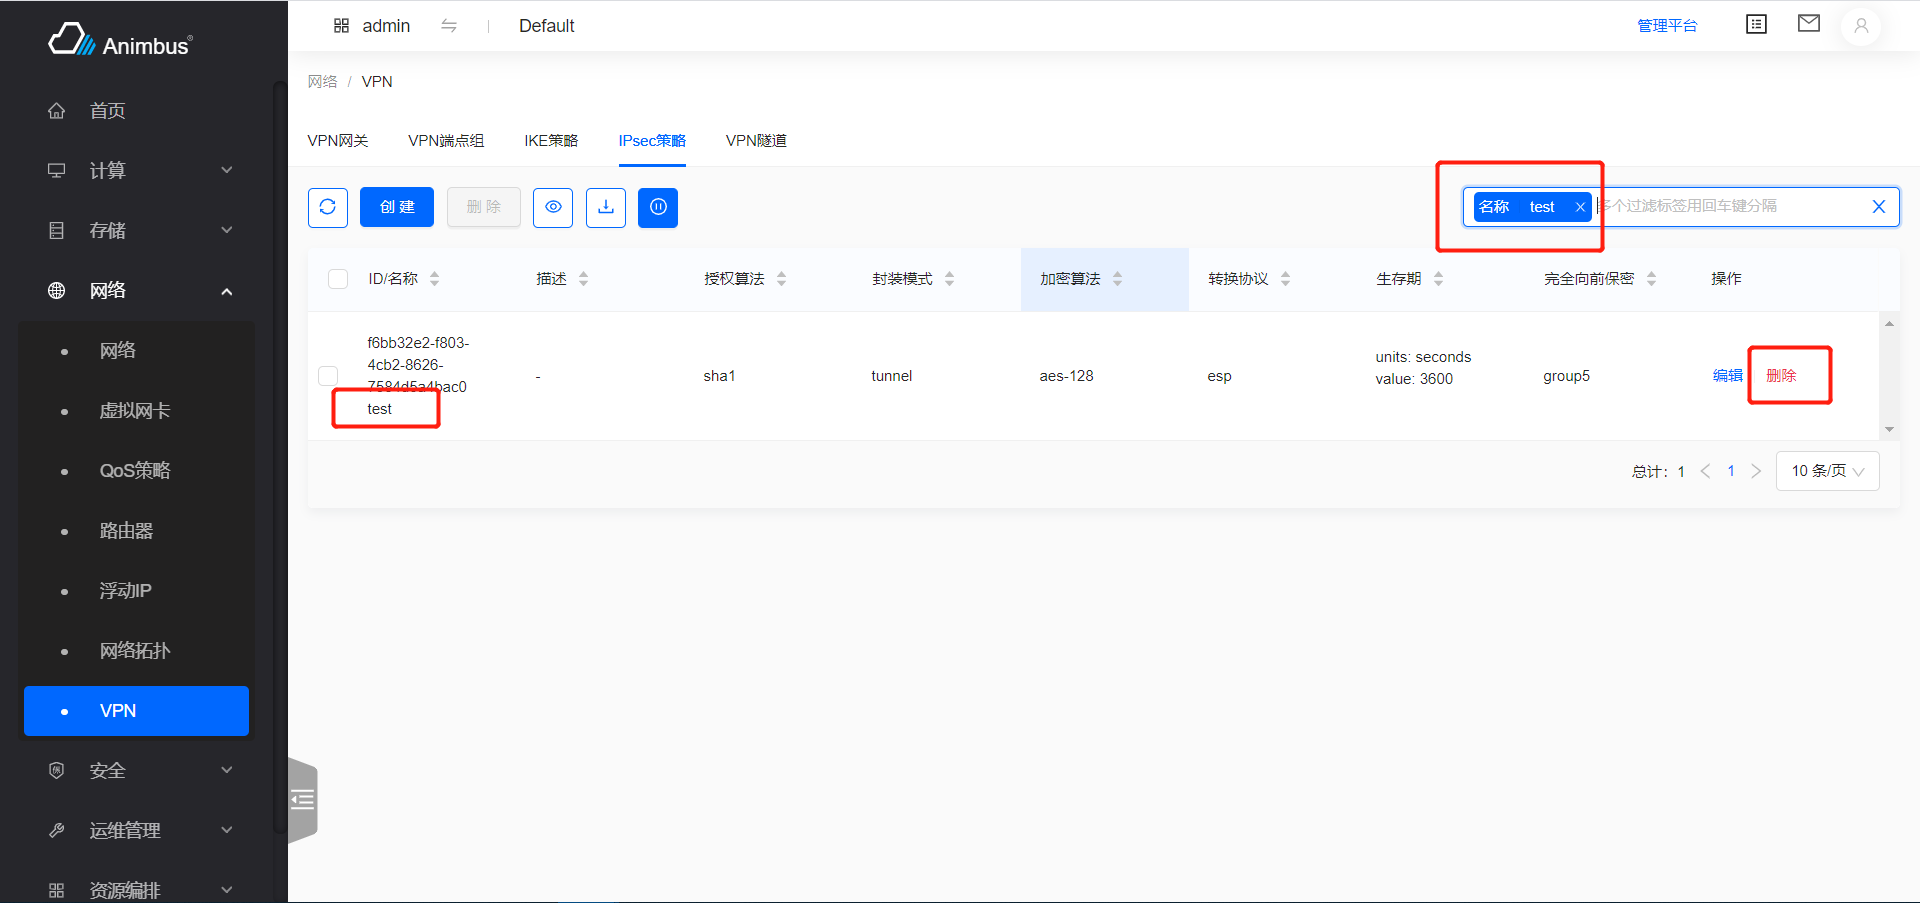 Animbus®
首页
计算
存储
网络
网络
虚拟网卡
QoS策略
路由器
浮动IP
网络拓扑
VPN
安全
运维管理
资源编排
admin
Default
管理平台
网络 / VPN
VPN网关 VPN端点组 IKE策略 IPsec策略 VPN隧道
创建 删除
名称 test 多个过滤标签用回车键分隔
ID/名称 描述 授权算法 封装模式 加密算法 转换协议 生存期 完全向前保密 操作
f6bb32e2-f803-
4cb2-8626-
7584d5a4bac0
test
-
sha1
tunnel
aes-128
esp
units: seconds
value: 3600
group5
编辑 删除
总计：1 1 10 条/页